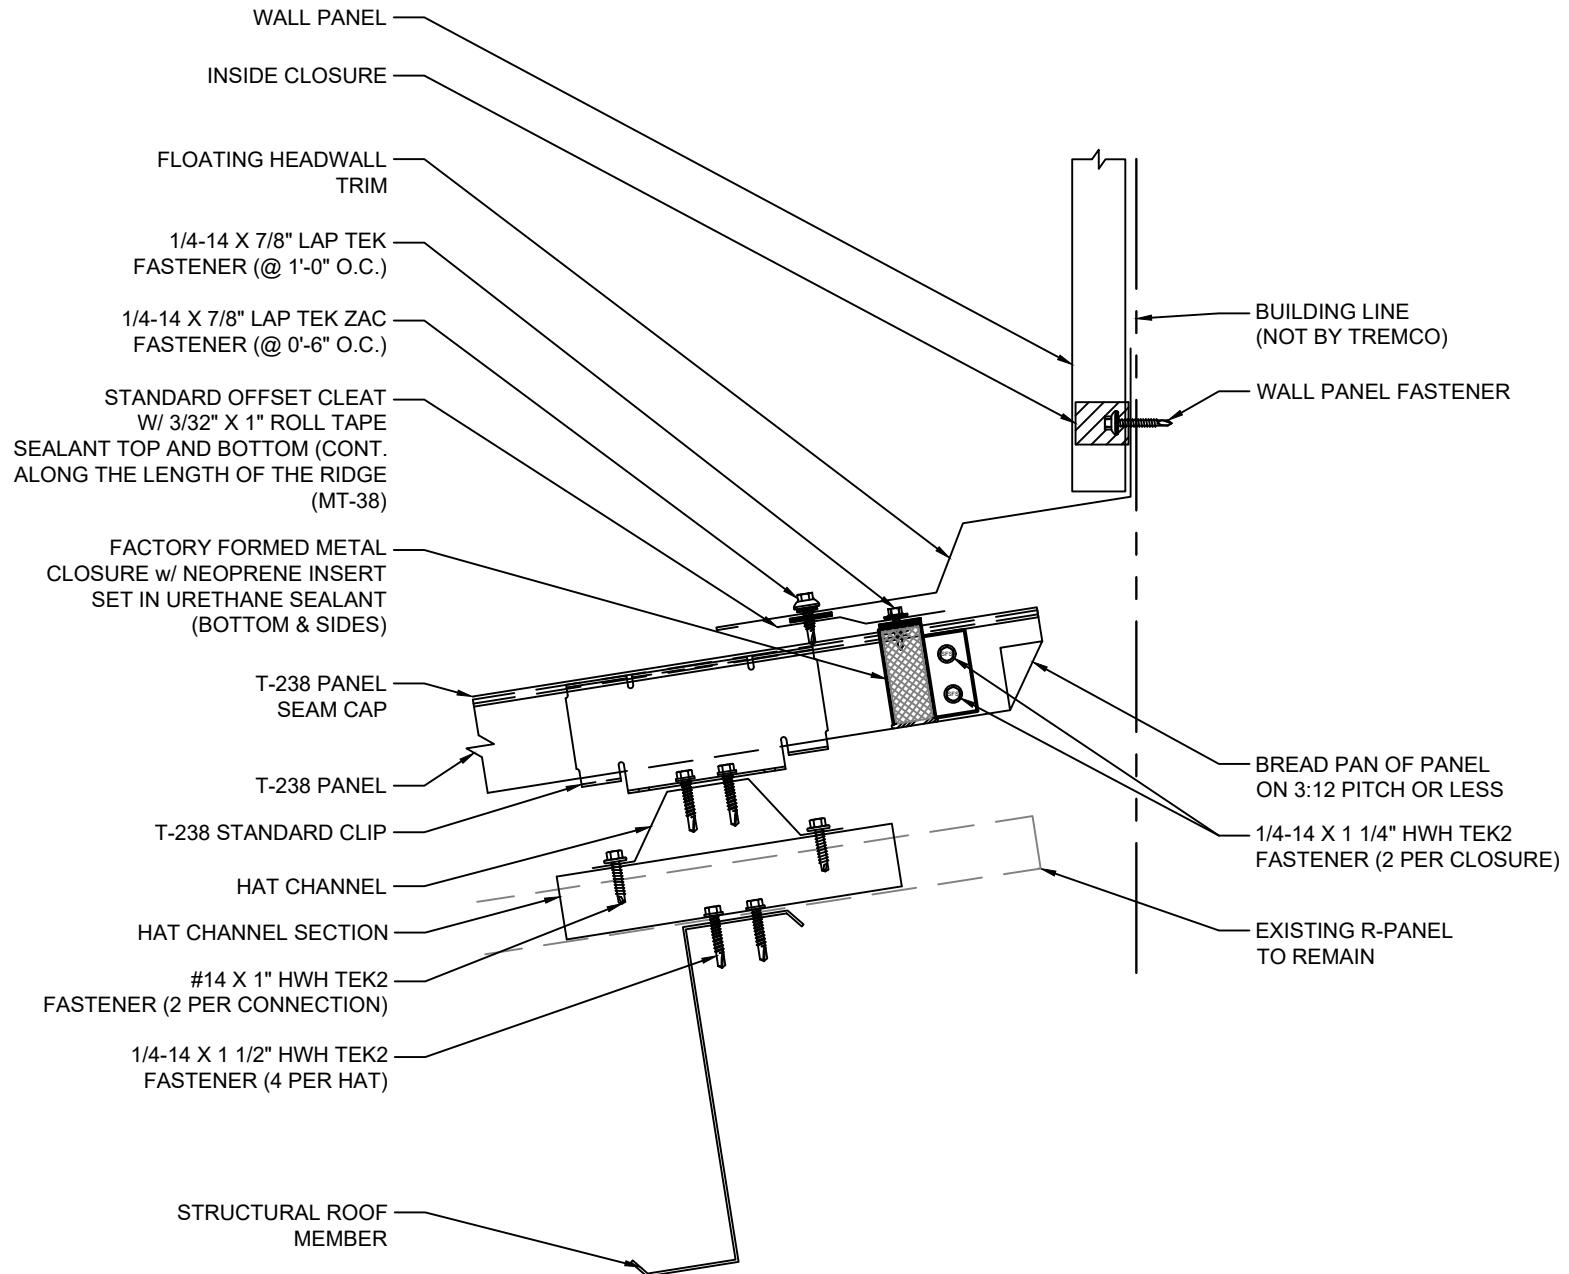 WALL PANEL
INSIDE CLOSURE
FLOATING HEADWALL
TRIM
1/4-14 X 7/8" LAP TEK
FASTENER (@ 1'-0" O.C.)
1/4-14 X 7/8" LAP TEK ZAC
FASTENER (@ 0'-6" O.C.)
STANDARD OFFSET CLEAT
W/ 3/32" X 1" ROLL TAPE
SEALANT TOP AND BOTTOM (CONT.
ALONG THE LENGTH OF THE RIDGE
(MT-38)
FACTORY FORMED METAL
CLOSURE w/ NEOPRENE INSERT
SET IN URETHANE SEALANT
(BOTTOM & SIDES)
T-238 PANEL
SEAM CAP
T-238 PANEL
T-238 STANDARD CLIP
HAT CHANNEL
HAT CHANNEL SECTION
#14 X 1" HWH TEK2
FASTENER (2 PER CONNECTION)
1/4-14 X 1 1/2" HWH TEK2
FASTENER (4 PER HAT)
STRUCTURAL ROOF
MEMBER
BUILDING LINE
(NOT BY TREMCO)
WALL PANEL FASTENER
SFS
SFS
BREAD PAN OF PANEL
ON 3:12 PITCH OR LESS
1/4-14 X 1 1/4" HWH TEK2
FASTENER (2 PER CLOSURE)
EXISTING R-PANEL
TO REMAIN